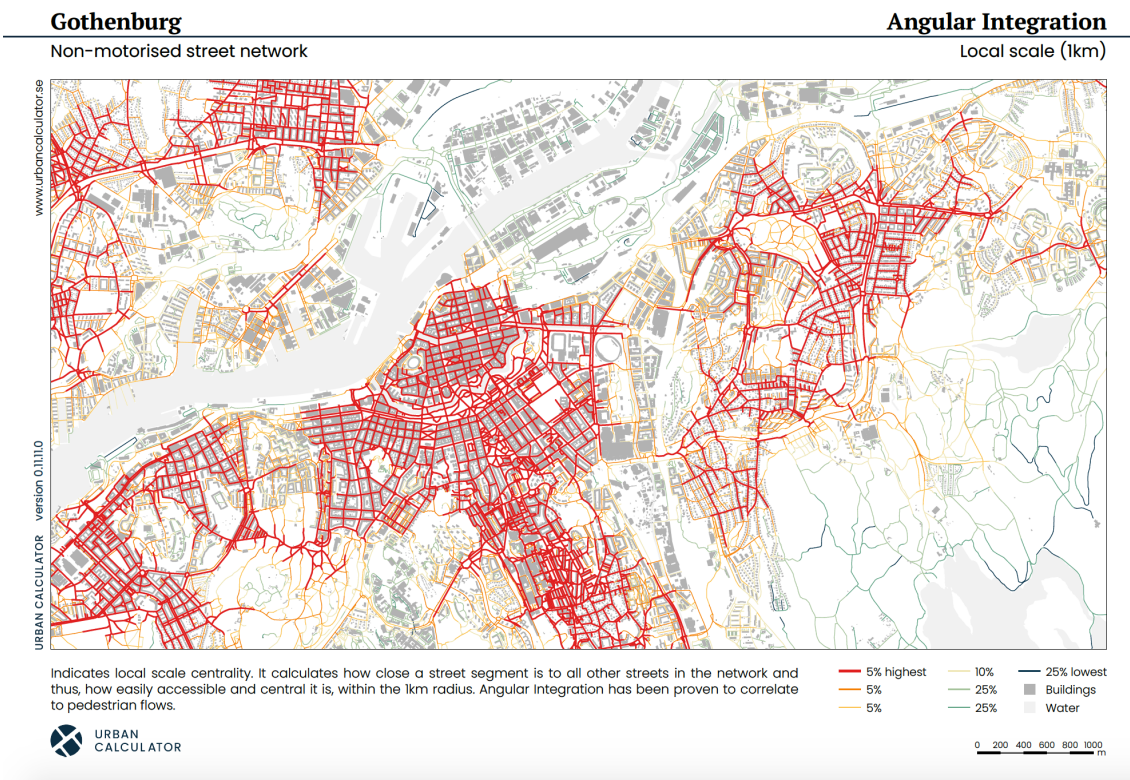 Gothenburg
Angular Integration
Non-motorised street network
Local scale (1km)
www.urbancalculator.se
URBAN CALCULATOR version 0.11.11.0
Indicates local scale centrality. It calculates how close a street segment is to all other streets in the network and
thus, how easily accessible and central it is, within the 1km radius. Angular Integration has been proven to correlate
to pedestrian flows.
5% highest
5%
5%
10%
25%
25%
25% lowest
Buildings
Water
URBAN
CALCULATOR
0 200 400 600 800 1000
m